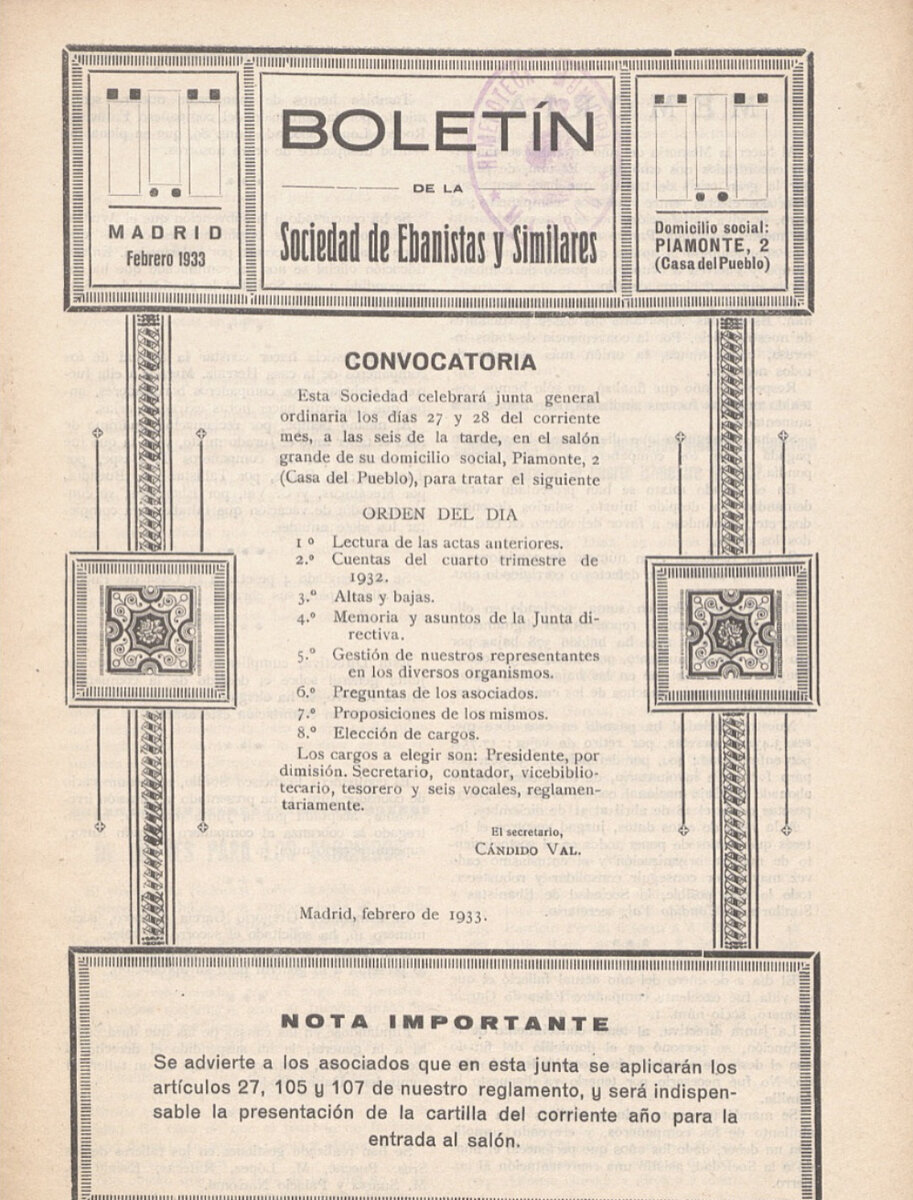 BOLETÍN
DE LA
Sociedad de Ebanistas y Similares
MADRID
Febrero 1933
Domicilio social:
PIAMONTE, 2
(Casa del Pueblo)
HEMEROTECA
CONVOCATORIA
Esta Sociedad celebrará junta general
ordinaria los días 27 y 28 del corriente
mes, a las seis de la tarde, en el salón
grande de su domicilio social, Piamonte, 2
(Casa del Pueblo), para tratar el siguiente
ORDEN DEL DIA
1º Lectura de las actas anteriores.
2.º Cuentas del cuarto trimestre de
1932.
3.º Altas y bajas.
4.º Memoria y asuntos de la Junta di-
rectiva.
5.º Gestión de nuestros representantes
en los diversos organismos.
6.º Preguntas de los asociados.
7.º Proposiciones de los mismos.
8.º Elección de cargos.
Los cargos a elegir son: Presidente, por
dimisión. Secretario, contador, vicebiblio-
tecario, tesorero y seis vocales, reglamen-
tariamente.
El secretario,
CÁNDIDO VAL.
Madrid, febrero de 1933.
NOTA IMPORTANTE
Se advierte a los asociados que en esta junta se aplicarán los
artículos 27, 105 y 107 de nuestro reglamento, y será indispen-
sable la presentación de la cartilla del corriente año para la
entrada al salón.